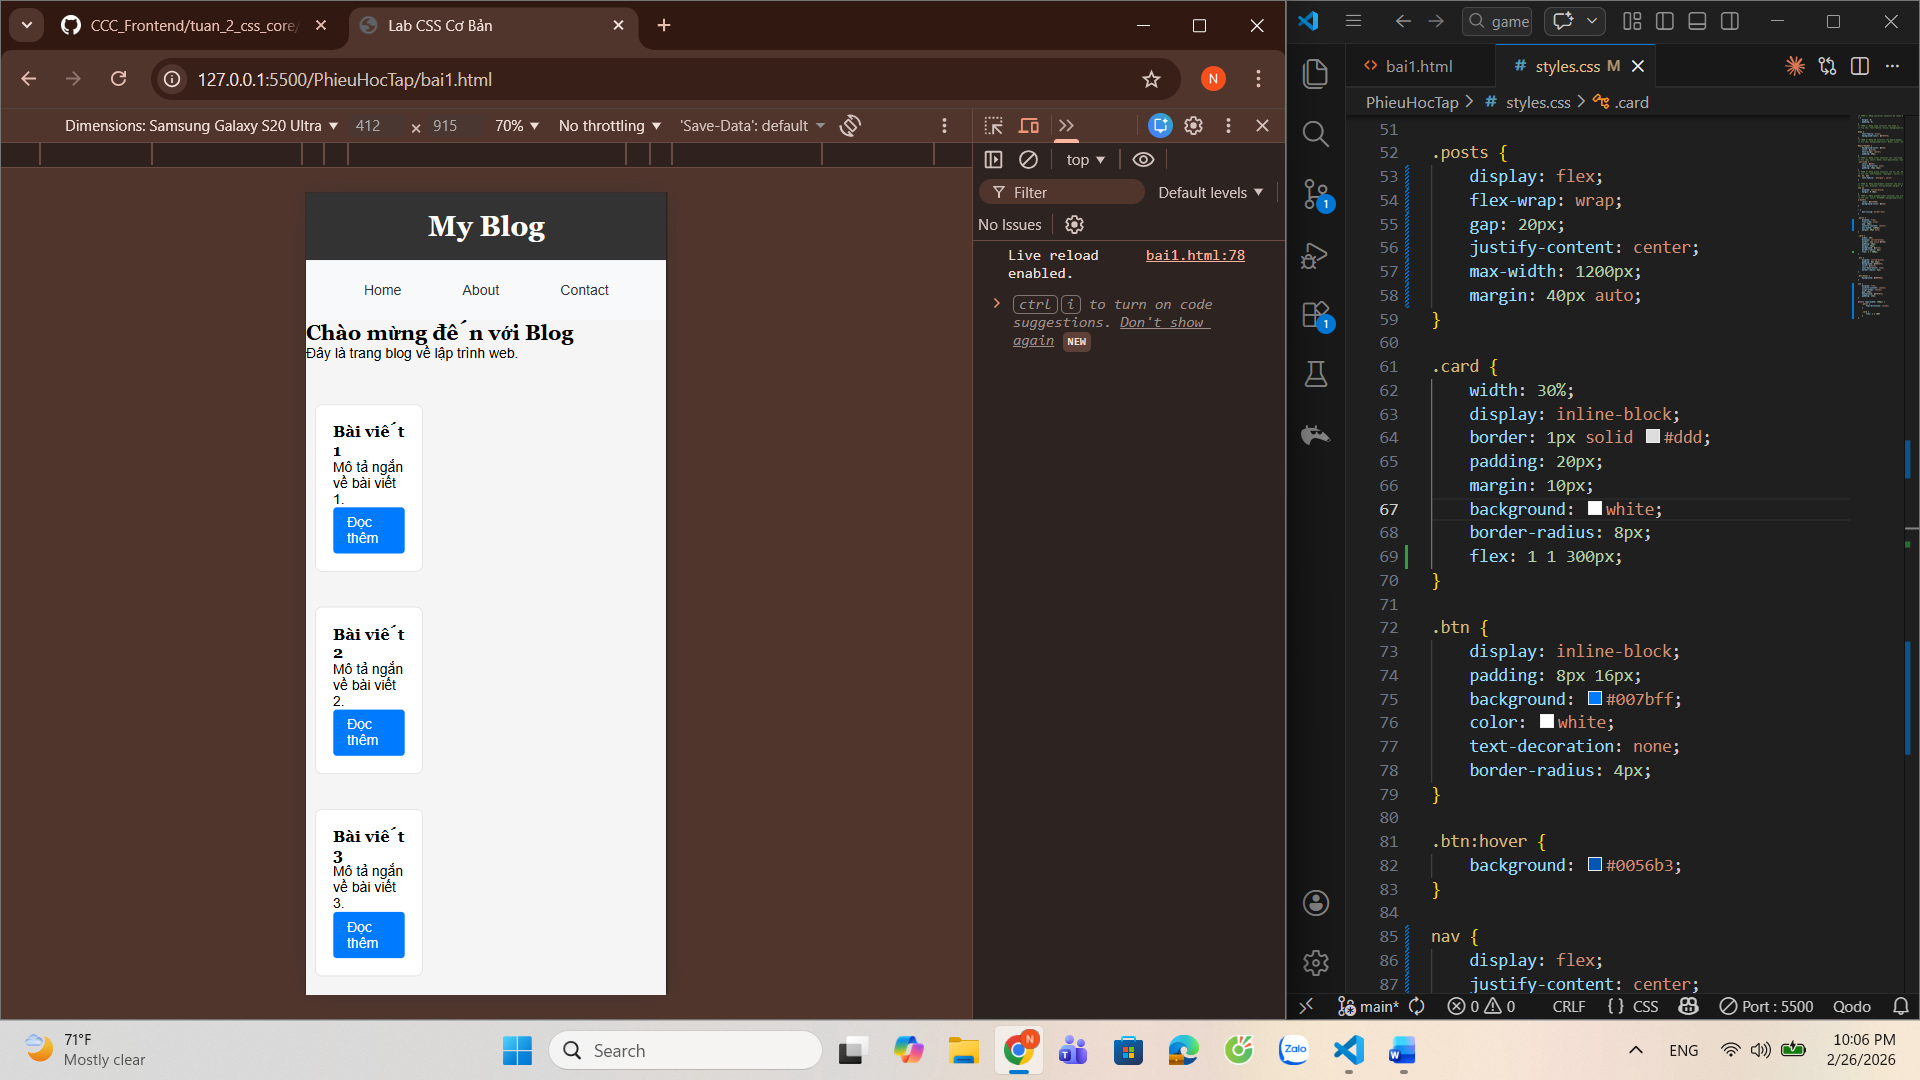 CCC_Frontend/tuan_2_css_core/
Lab CSS Cơ Bản
127.0.0.1:5500/PhieuHocTap/bai1.html
N
Dimensions: Samsung Galaxy S20 Ultra
412
×
915
70%
No throttling
'Save-Data': default
top
Filter
Default levels
No Issues
Live reload enabled.
bai1.html:78
ctrl i to turn on code
suggestions. Don't show
again NEW
My Blog
Home
About
Contact
Chào mừng đến với Blog
Đây là trang blog về lập trình web.
Bài viết
1
Mô tả ngắn
về bài viết
1.
Đọc
thêm
Bài viết
2
Mô tả ngắn
về bài viết
2.
Đọc
thêm
Bài viết
3
Mô tả ngắn
về bài viết
3.
Đọc
thêm
game
bai1.html
# styles.css M
PhieuHocTap > # styles.css > .card
51
52 .posts {
53 display: flex;
54 flex-wrap: wrap;
55 gap: 20px;
56 justify-content: center;
57 max-width: 1200px;
58 margin: 40px auto;
59 }
60
61 .card {
62 width: 30%;
63 display: inline-block;
64 border: 1px solid #ddd;
65 padding: 20px;
66 margin: 10px;
67 background: white;
68 border-radius: 8px;
69 flex: 1 1 300px;
70 }
71
72 .btn {
73 display: inline-block;
74 padding: 8px 16px;
75 background: #007bff;
76 color: white;
77 text-decoration: none;
78 border-radius: 4px;
79 }
80
81 .btn:hover {
82 background: #0056b3;
83 }
84
85 nav {
86 display: flex;
87 justify-content: center;
1
1
main*
0
0
CRLF
{ } CSS
Port : 5500
Qodo
71°F
Mostly clear
Search
N
T
Zalo
W
ENG
10:06 PM
2/26/2026